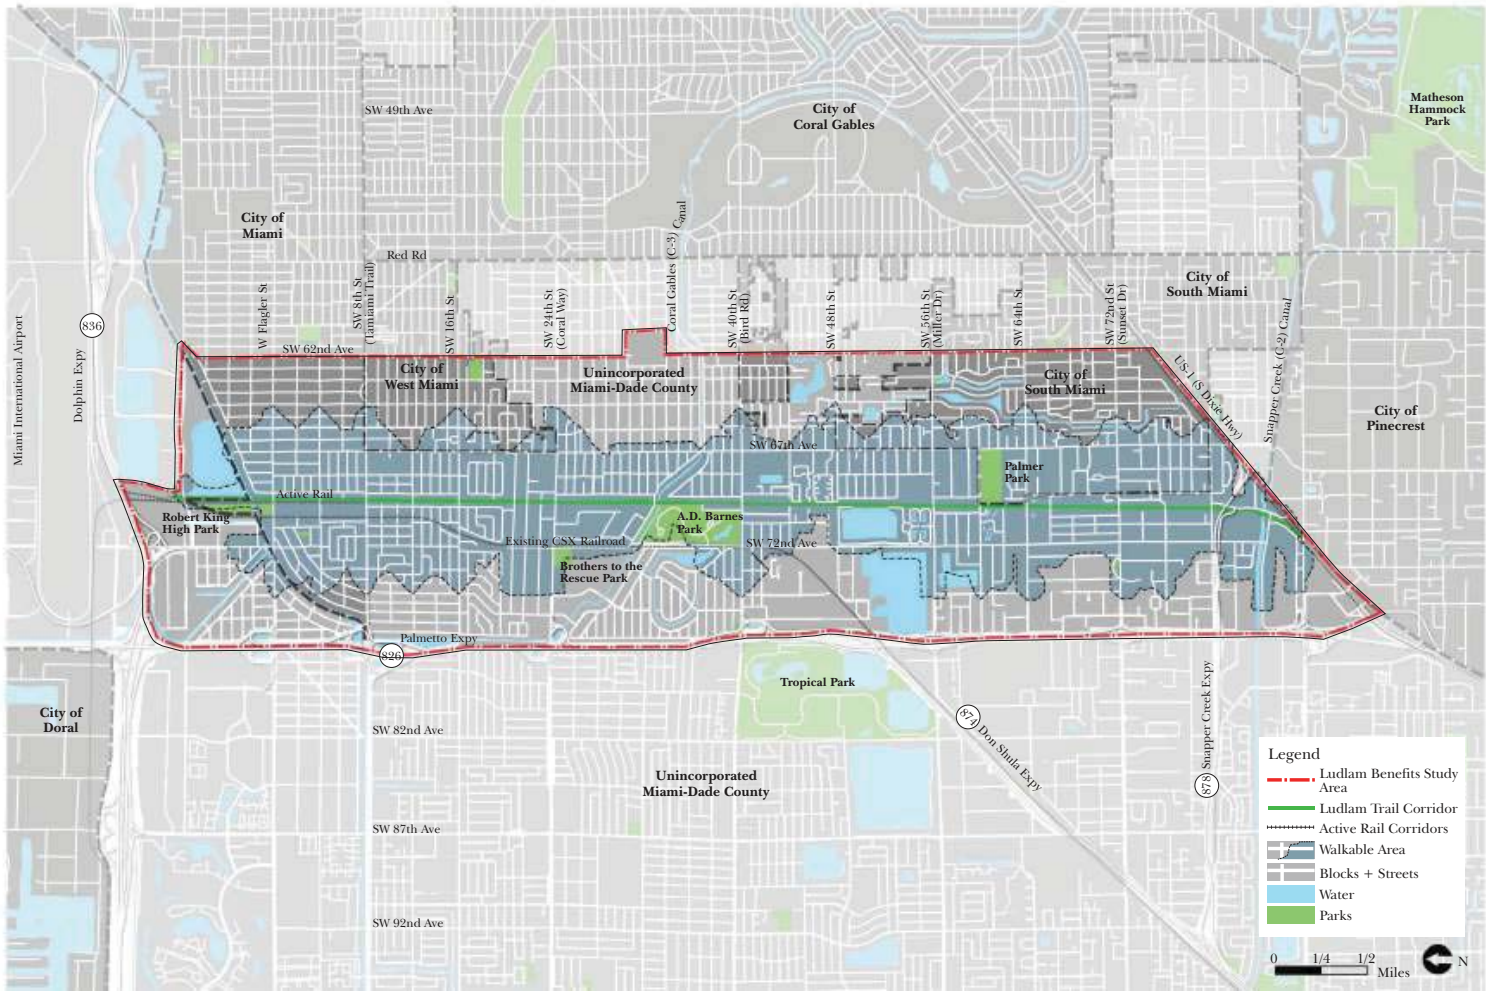 City of
Coral Gables
Matheson
Hammock
Park
SW 49th Ave
City of
Miami
Red Rd
Coral Gables (C-3) Canal
City of
South Miami
W Flagler St
SW 8th St
(Tamiami Trail)
SW 16th St
SW 24th St
(Coral Way)
SW 40th St
(Bird Rd)
SW 48th St
SW 56th St
(Miller Dr)
SW 64th St
SW 72nd St
(Sunset Dr)
Snapper Creek (C-2) Canal
US-1 (S Dixie Hwy)
Miami International Airport
836
Dolphin Expy
SW 62nd Ave
City of
West Miami
Unincorporated
Miami-Dade County
City of
South Miami
City of
Pinecrest
SW 67th Ave
Palmer
Park
Active Rail
Robert King
High Park
A.D. Barnes
Park
Existing CSX Railroad
SW 72nd Ave
Brothers to the
Rescue Park
Palmetto Expy
826
Tropical Park
City of
Doral
SW 82nd Ave
874
Don Shula Expy
Snapper Creek Expy
878
Unincorporated
Miami-Dade County
SW 87th Ave
SW 92nd Ave
Legend
Ludlam Benefits Study
Area
Ludlam Trail Corridor
Active Rail Corridors
Walkable Area
Blocks + Streets
Water
Parks
0 1/4 1/2
Miles
N